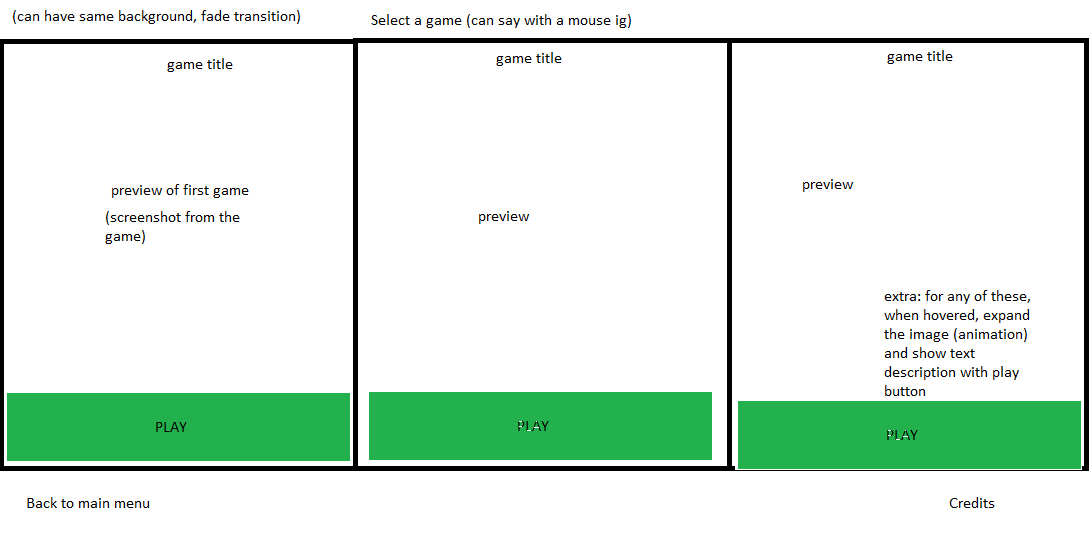 (can have same background, fade transition)
Select a game (can say with a mouse ig)
game title
preview of first game
(screenshot from the
game)
PLAY
game title
preview
PLAY
game title
preview
extra: for any of these,
when hovered, expand
the image (animation)
and show text
description with play
button
PLAY
Back to main menu
Credits